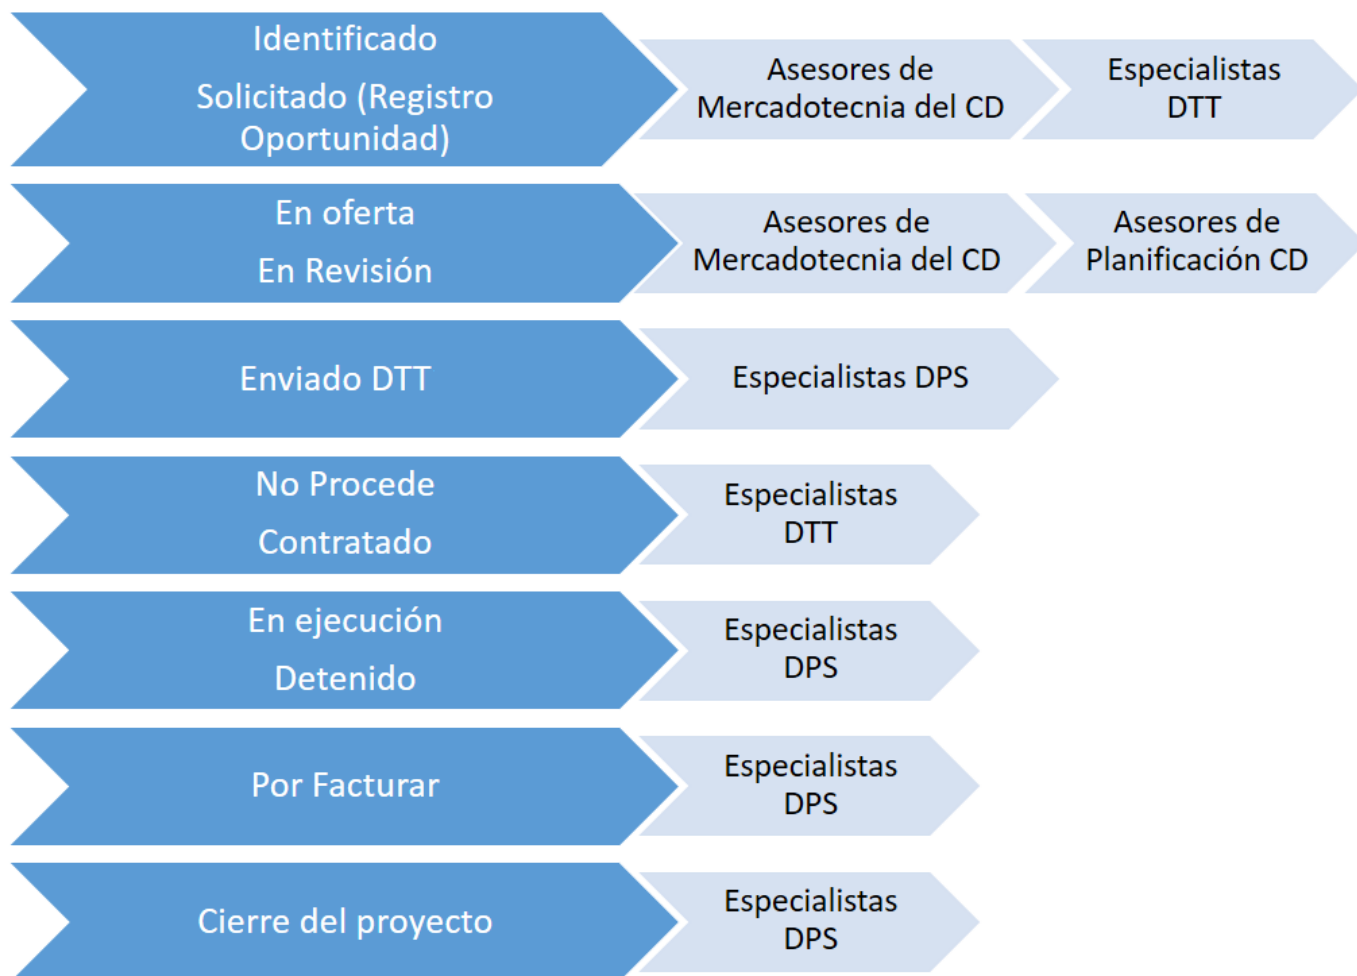 Identificado
Solicitado (Registro
Oportunidad)
Asesores de
Mercadotecnia del CD
Especialistas
DTT
En oferta
En Revisión
Asesores de
Mercadotecnia del CD
Asesores de
Planificación CD
Enviado DTT
Especialistas DPS
No Procede
Contratado
Especialistas
DTT
En ejecución
Detenido
Especialistas
DPS
Por Facturar
Especialistas
DPS
Cierre del proyecto
Especialistas
DPS